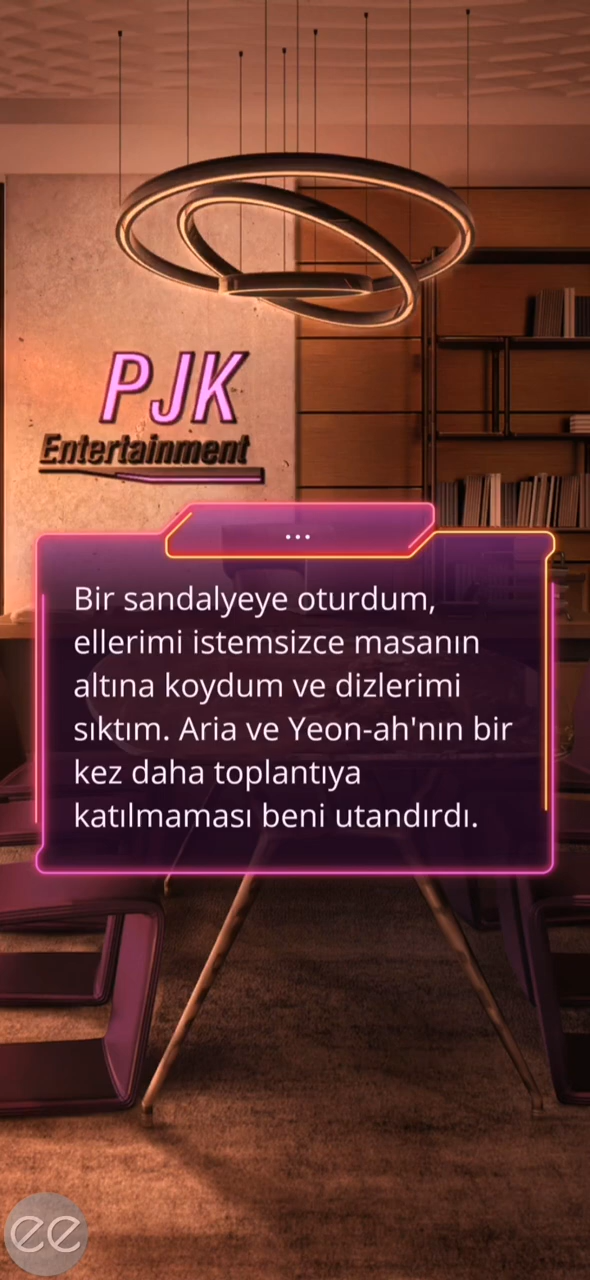 PJK
Entertainment
...
Bir sandalyeye oturdum,
ellerimi istemsizce masanın
altına koydum ve dizlerimi
sıktım. Aria ve Yeon-ah'nın bir
kez daha toplantıya
katılmaması beni utandırdı.
ee